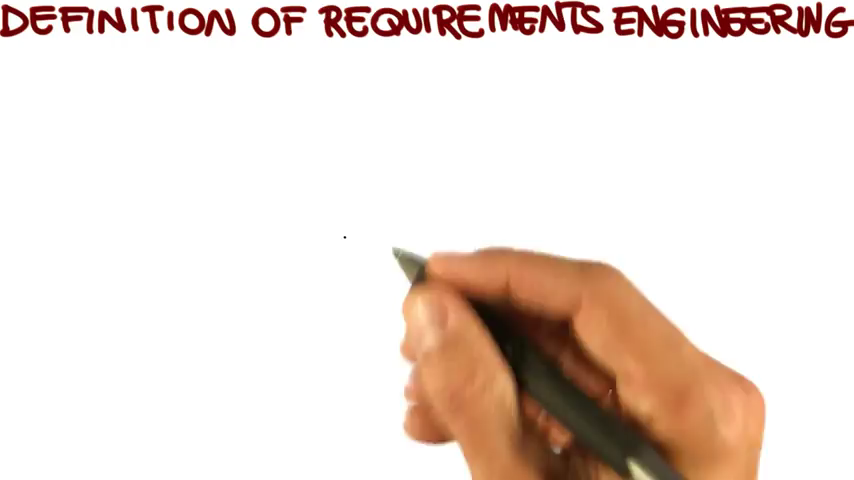 DEFINITION OF REQUIREMENTS ENGINEERING